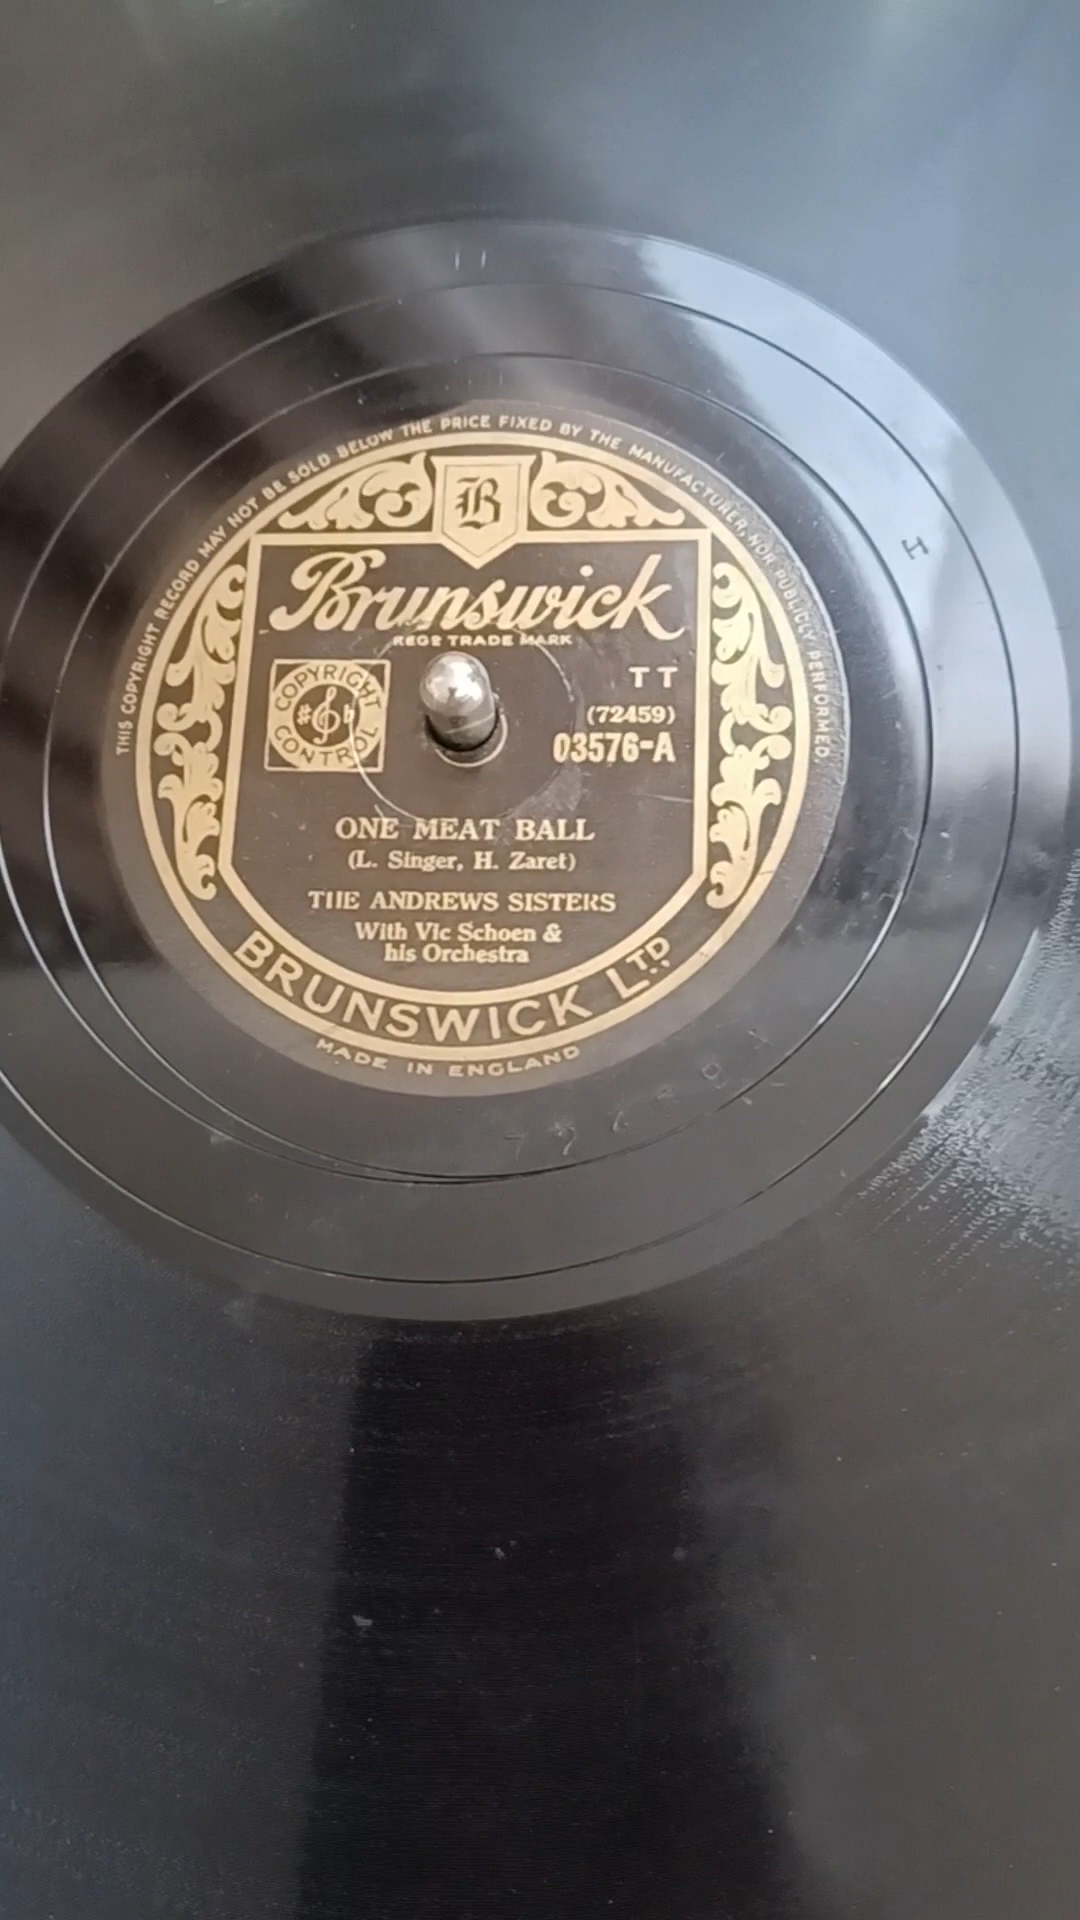 THIS COPYRIGHT RECORD MAY NOT BE SOLD BELOW THE PRICE FIXED BY THE MANUFACTURER NOR PUBLICLY PERFORMED.
B
Brunswick
REGD TRADE MARK
COPYRIGHT
CONTROL
TT
(72459)
03576-A
ONE MEAT BALL
(L. Singer, H. Zaret)
THE ANDREWS SISTERS
With Vic Schoen &
his Orchestra
BRUNSWICK LTD
MADE IN ENGLAND
H